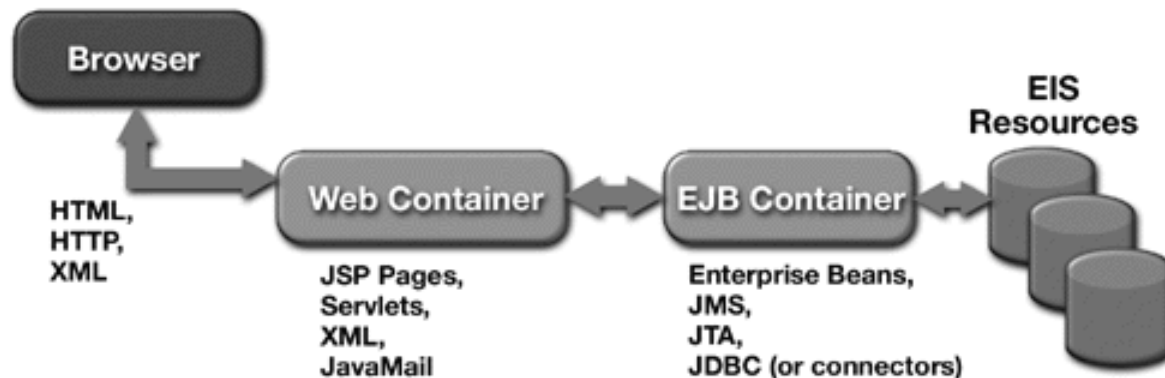 Browser
EIS
Resources
Web Container
EJB Container
HTML,
HTTP,
XML
JSP Pages,
Servlets,
XML,
JavaMail
Enterprise Beans,
JMS,
JTA,
JDBC (or connectors)